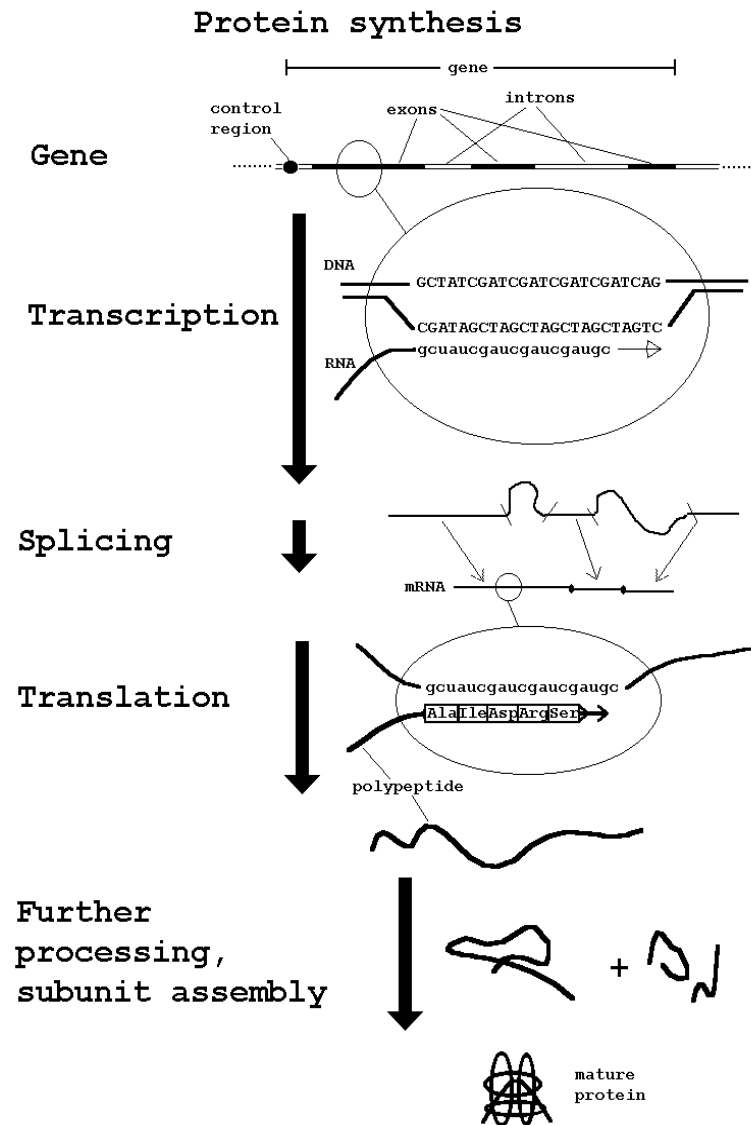 Protein synthesis
gene
control
region
exons
introns
Gene
DNA
GCTATCGATCGATCGATCGATCAG
Transcription
CGATAGCTAGCTAGCTAGCTAGTC
gcuaucgaucgaucgaugc
RNA
Splicing
mRNA
Translation
gcuaucgaucgaucgaugc
Ala Ile Asp Arg Ser
polypeptide
Further
processing,
subunit assembly
+
mature
protein